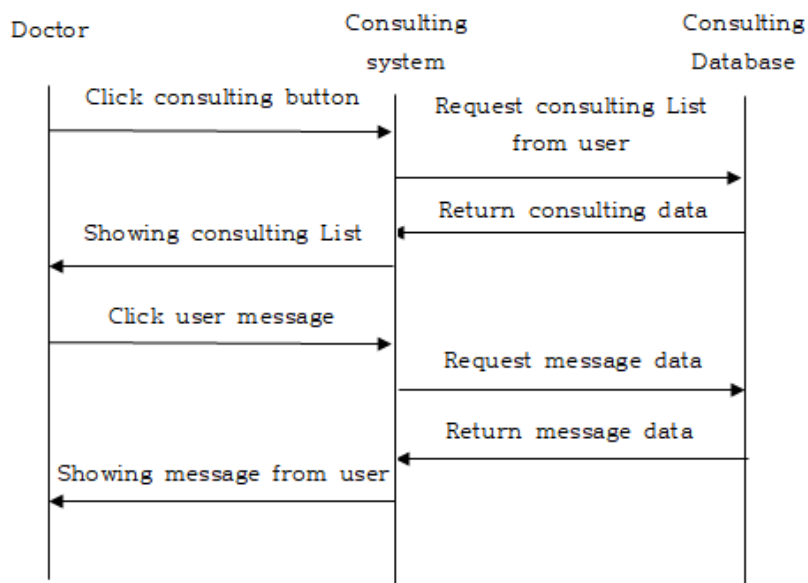 Doctor
Consulting
system
Consulting
Database
Click consulting button
Request consulting List
from user
Return consulting data
Showing consulting List
Click user message
Request message data
Return message data
Showing message from user